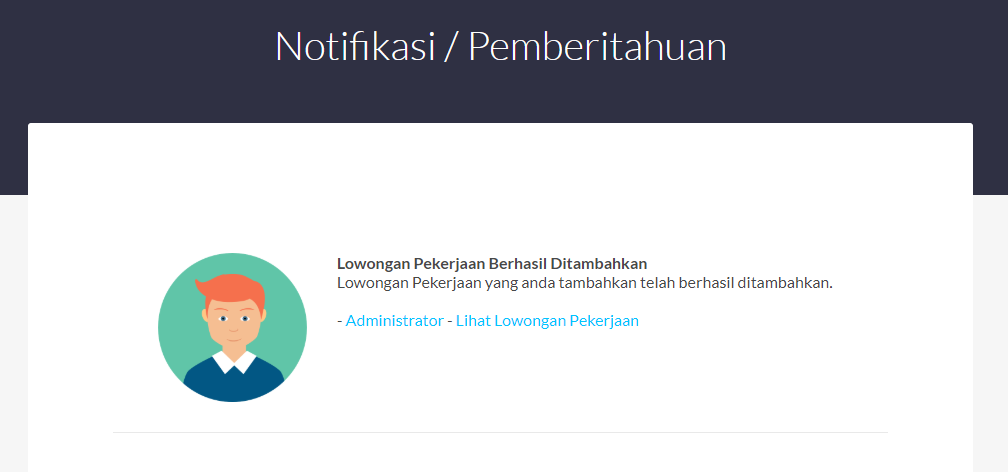 Notifikasi / Pemberitahuan
Lowongan Pekerjaan Berhasil Ditambahkan
Lowongan Pekerjaan yang anda tambahkan telah berhasil ditambahkan.
- Administrator - Lihat Lowongan Pekerjaan